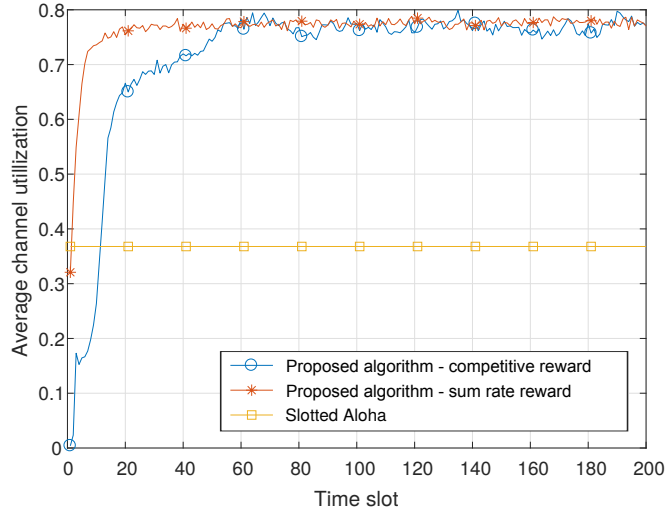 0.8
0.7
0.6
0.5
0.4
0.3
0.2
0.1
0
Average channel utillization
0 20 40 60 80 100 120 140 160 180 200
Time slot
Proposed algorithm - competitive reward
Proposed algorithm - sum rate reward
Slotted Aloha